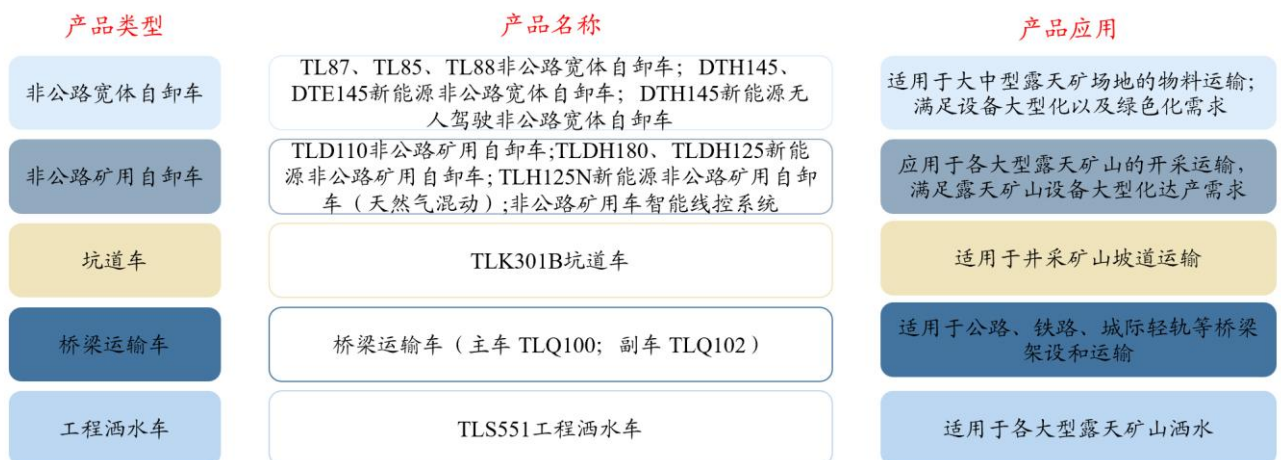 产品类型
产品名称
产品应用
非公路宽体自卸车
TL87、TL85、TL88非公路宽体自卸车；DTH145、
DTE145新能源非公路宽体自卸车；DTH145新能源无
人驾驶非公路宽体自卸车
适用于大中型露天矿场地的物料运输；
满足设备大型化以及绿色化需求
非公路矿用自卸车
TLD110非公路矿用自卸车;TLDH180、TLDH125新能
源非公路矿用自卸车；TLH125N新能源非公路矿用自卸
车（天然气混动）;非公路矿用车智能线控系统
应用于各大型露天矿山的开采运输，
满足露天矿山设备大型化达产需求
坑道车
TLK301B坑道车
适用于井采矿山坡道运输
桥梁运输车
桥梁运输车（主车 TLQ100；副车 TLQ102）
适用于公路、铁路、城际轻轨等桥梁
架设和运输
工程洒水车
TLS551工程洒水车
适用于各大型露天矿山洒水